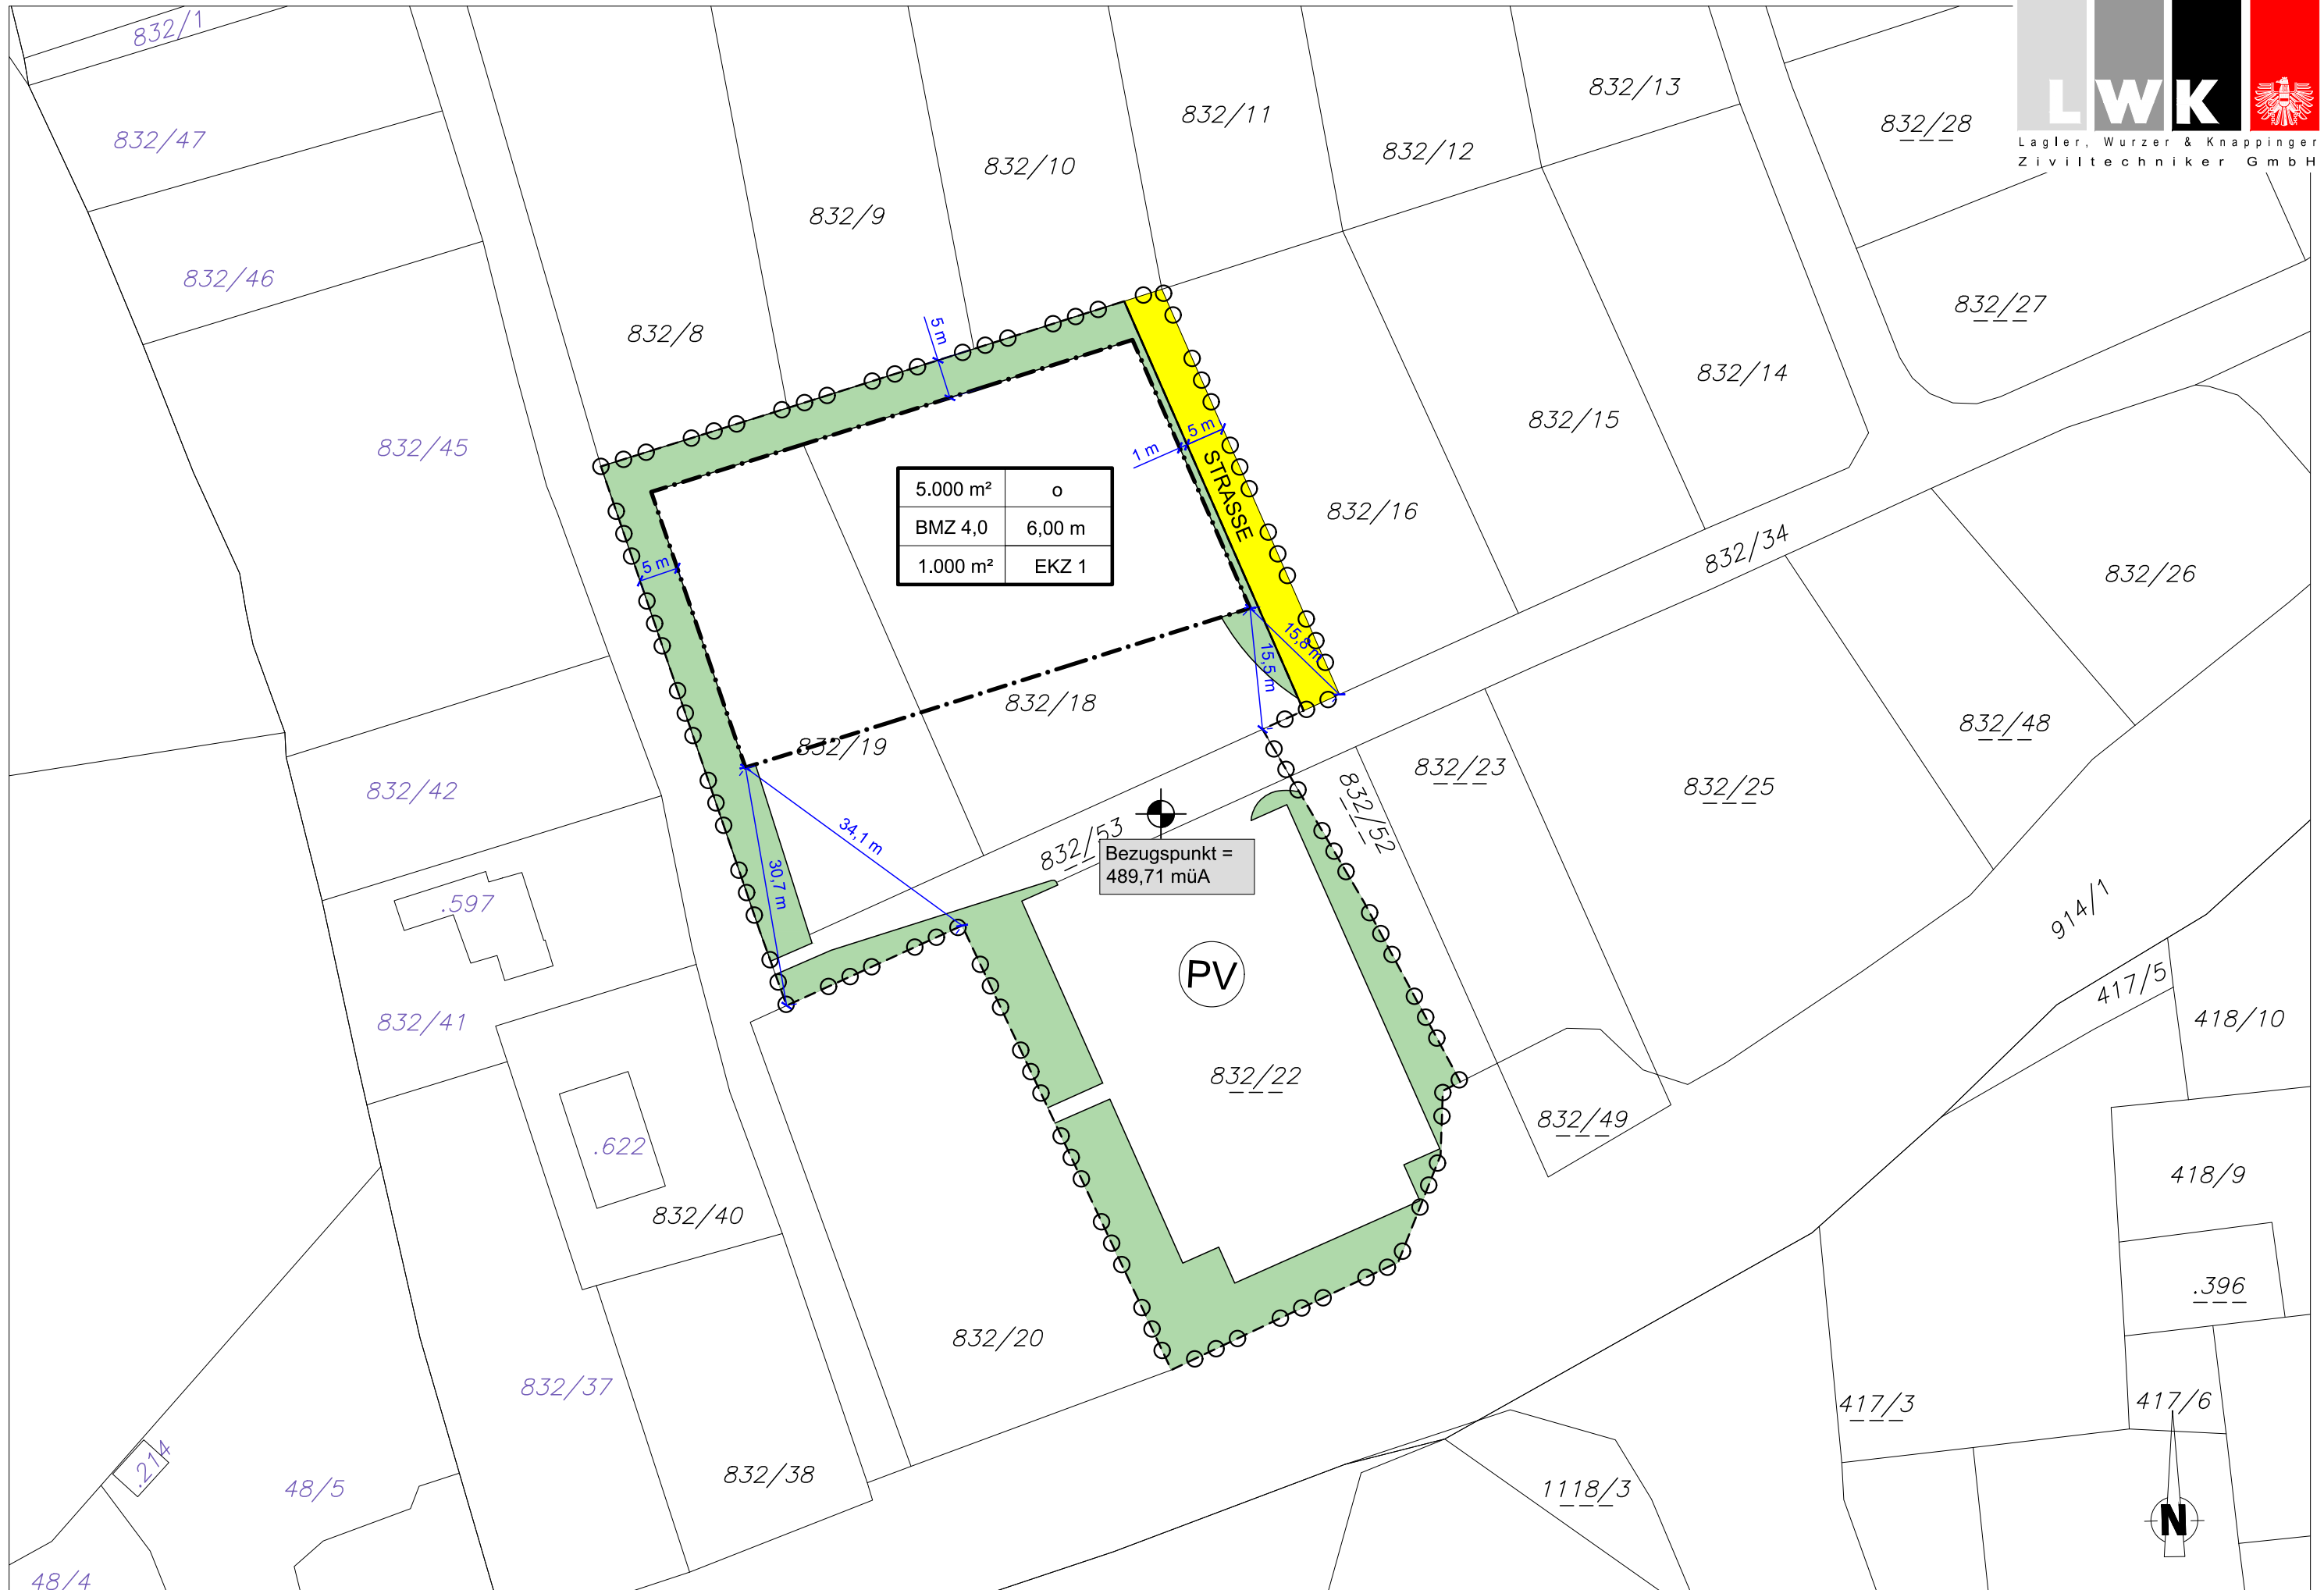 832/1
LWK
Lagler, Wurzer & Knappinger
Ziviltechniker GmbH
832/47
832/11
832/13
832/28
832/10
832/12
832/9
832/46
832/27
832/8
5 m
832/14
832/45
832/15
5 m
1 m
STRASSE
5.000 m² o
BMZ 4,0 6,00 m
1.000 m² EKZ 1
832/16
832/34
5 m
832/26
15,8 m
15,5 m
832/18
832/19
832/48
832/42
832/23
832/25
832/52
34,1 m
832/53
Bezugspunkt =
489,71 müA
30,7 m
.597
914/1
PV
417/5
832/41
418/10
832/22
832/49
.622
418/9
832/40
.396
832/20
832/37
417/3
417/6
832/38
.214
48/5
1118/3
N
48/4